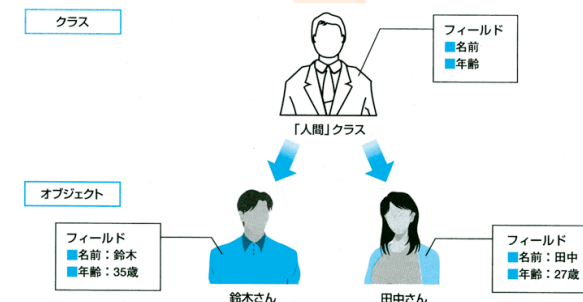 クラス
フィールド
■名前
■年齢
「人間」クラス
オブジェクト
フィールド
■名前：鈴木
■年齢：35歳
鈴木さん
田中さん
フィールド
■名前：田中
■年齢：27歳